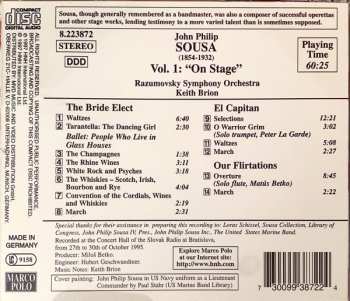 COMPACT
disc
DIGITAL AUDIO
Sousa, though generally remembered as a bandmaster, was also a composer of successful operettas
and other stage works, lending testimony to a more varied talent than is sometimes supposed.
8.223872
STEREO
DDD
John Philip
SOUSA
(1854-1932)
Vol. 1: "On Stage"
Razumovsky Symphony Orchestra
Keith Brion
Playing
Time
60:25
The Bride Elect
1 Waltzes 6:40
2 Tarantella: The Dancing Girl 2:30
Ballet: People Who Live in
Glass Houses
3 The Champagnes 1:38
4 The Rhine Wines 3:11
5 White Rock and Psyches 3:18
6 The Whiskies – Scotch, Irish,
Bourbon and Rye 4:04
7 Convention of the Cordials, Wines
and Whiskies 2:19
8 March 2:31
El Capitan
9 Selections 12:21
10 O Warrior Grim 3:02
(Solo trumpet, Peter La Garde)
11 Waltzes 5:08
12 March 2:27
Our Flirtations
13 Overture 8:45
(Solo flute, Matúš Betko)
14 March 2:22
Special thanks for their assistance in preparing this record to: Loras Schissel, Sousa Collection, Library of
Congress, John Philip Sousa IV, Pres., John Philip Sousa Inc., The United States Marine Band.
Recorded at the Concert Hall of the Slovak Radio at Bratislava,
from 27th to 30th of October 1995.
Producer: Miloš Betko
Engineer: Hubert Geschwandtner
Music Notes: Keith Brion
Explore Marco Polo
at our Internet site:
http://www.hnh.com
Cover painting: John Philip Sousa in US Navy uniform as a Lieutenant
Commander by Paul Stahr (US Marine Band Library)
MADE IN
GERMANY
9158
MARCO
POLO
7 30099 38722 4